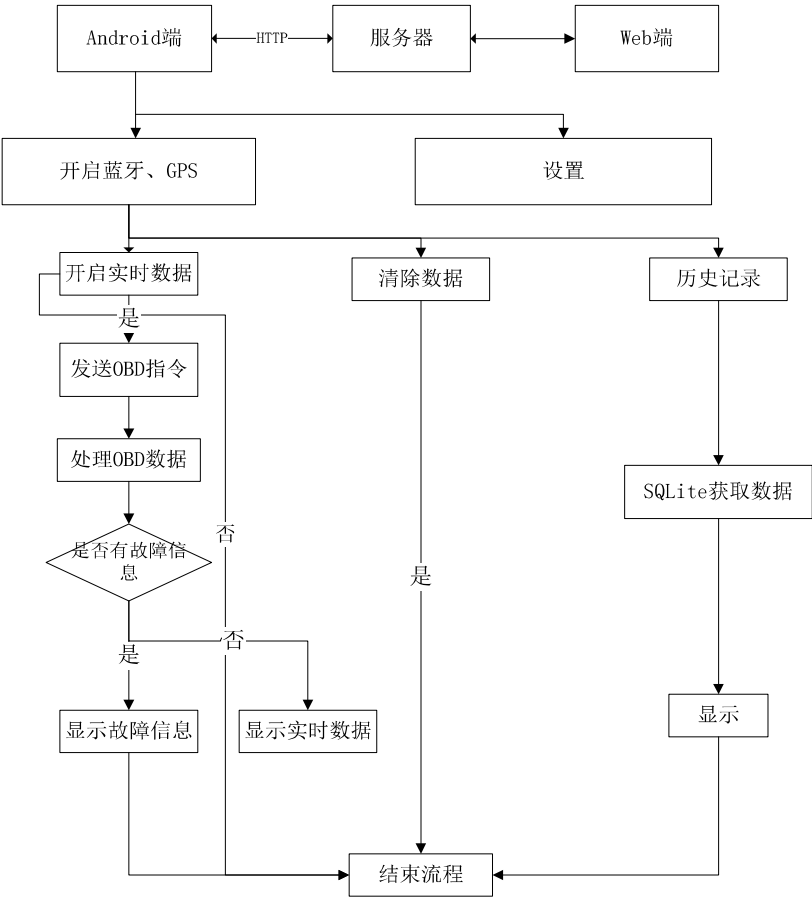 Android端
HTTP
服务器
Web端
开启蓝牙、GPS
设置
开启实时数据
清除数据
历史记录
是
发送OBD指令
处理OBD数据
SQLite获取数据
否
是否有故障信
息
是
否
是
显示故障信息
显示实时数据
显示
结束流程